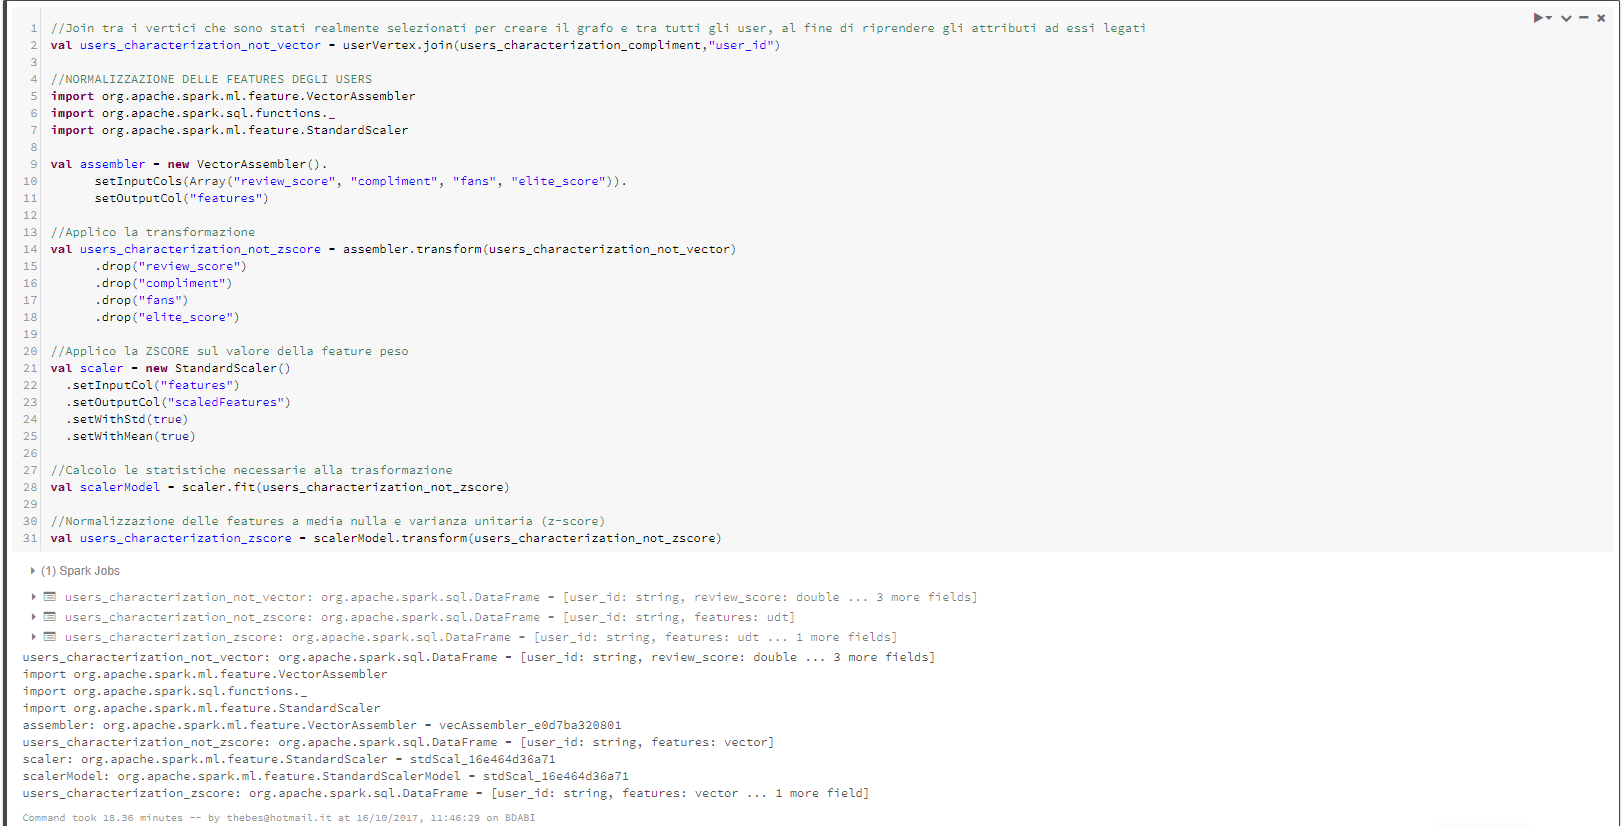 1 //Join tra i vertici che sono stati realmente selezionati per creare il grafo e tra tutti gli user, al fine di riprendere gli attributi ad essi legati
2 val users_characterization_not_vector = userVertex.join(users_characterization_compliment,"user_id")
3
4 //NORMALIZZAZIONE DELLE FEATURES DEGLI USERS
5 import org.apache.spark.ml.feature.VectorAssembler
6 import org.apache.spark.sql.functions._
7 import org.apache.spark.ml.feature.StandardScaler
8
9 val assembler = new VectorAssembler().
10 setInputCols(Array("review_score", "compliment", "fans", "elite_score")).
11 setOutputCol("features")
12
13 //Applico la transformazione
14 val users_characterization_not_zscore = assembler.transform(users_characterization_not_vector)
15 .drop("review_score")
16 .drop("compliment")
17 .drop("fans")
18 .drop("elite_score")
19
20 //Applico la ZSCORE sul valore della feature peso
21 val scaler = new StandardScaler()
22 .setInputCol("features")
23 .setOutputCol("scaledFeatures")
24 .setWithStd(true)
25 .setWithMean(true)
26
27 //Calcolo le statistiche necessarie alla trasformazione
28 val scalerModel = scaler.fit(users_characterization_not_zscore)
29
30 //Normalizzazione delle features a media nulla e varianza unitaria (z-score)
31 val users_characterization_zscore = scalerModel.transform(users_characterization_not_zscore)
(1) Spark Jobs
users_characterization_not_vector: org.apache.spark.sql.DataFrame = [user_id: string, review_score: double ... 3 more fields]
users_characterization_not_zscore: org.apache.spark.sql.DataFrame = [user_id: string, features: udt]
users_characterization_zscore: org.apache.spark.sql.DataFrame = [user_id: string, features: udt ... 1 more fields]
users_characterization_not_vector: org.apache.spark.sql.DataFrame = [user_id: string, review_score: double ... 3 more fields]
import org.apache.spark.ml.feature.VectorAssembler
import org.apache.spark.sql.functions._
import org.apache.spark.ml.feature.StandardScaler
assembler: org.apache.spark.ml.feature.VectorAssembler = vecAssembler_e0d7ba320801
users_characterization_not_zscore: org.apache.spark.sql.DataFrame = [user_id: string, features: vector]
scaler: org.apache.spark.ml.feature.StandardScaler = stdScal_16e464d36a71
scalerModel: org.apache.spark.ml.feature.StandardScalerModel = stdScal_16e464d36a71
users_characterization_zscore: org.apache.spark.sql.DataFrame = [user_id: string, features: vector ... 1 more field]
Command took 18.36 minutes -- by thebes@hotmail.it at 16/10/2017, 11:46:29 on BDABI